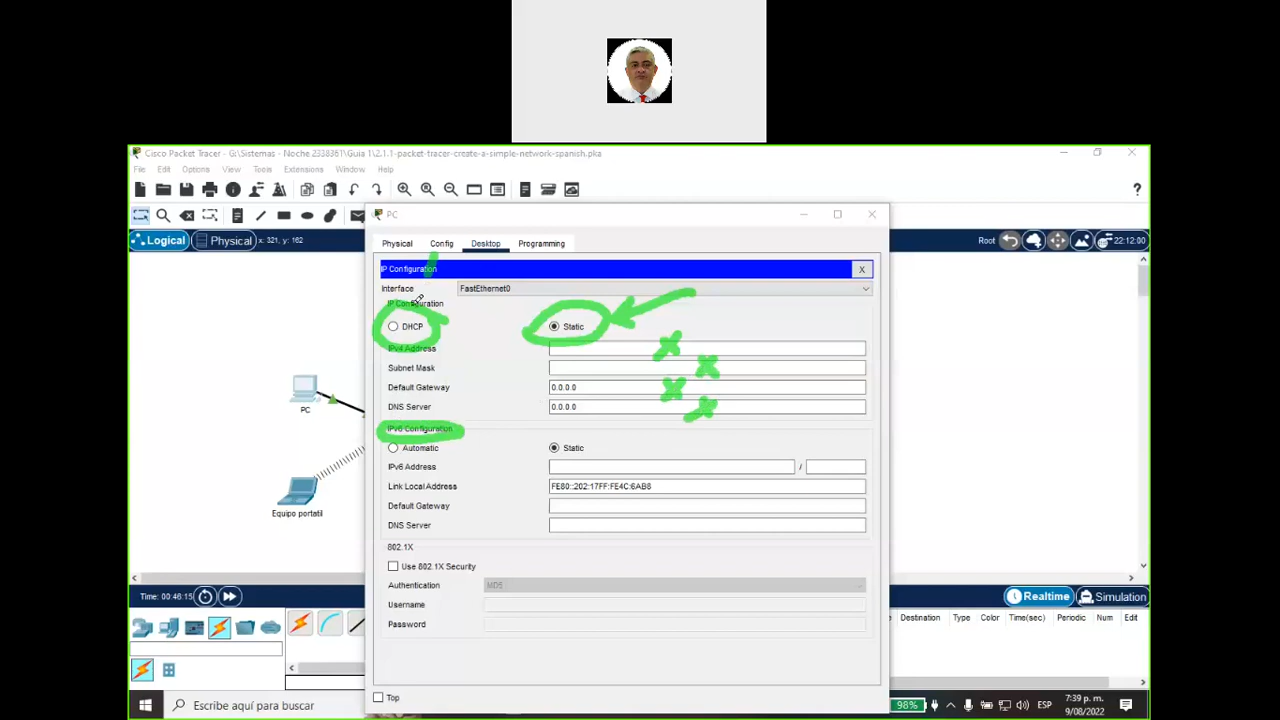 Cisco Packet Tracer - G:\Sistemas - Noche 2338361\Guia 1\2.1.1-packet-tracer-create-a-simple-network-spanish.pka
File Edit Options View Tools Extensions Window Help
?
Logical Physical x: 321, y: 162 Root 22:12:00
PC
Physical Config Desktop Programming
IP Configuration X
Interface FastEthernet0
IP Configuration
DHCP Static
IPv4 Address
Subnet Mask
Default Gateway 0.0.0.0
DNS Server 0.0.0.0
IPv6 Configuration
Automatic Static
IPv6 Address /
Link Local Address FE80::202:17FF:FE4C:6AB8
Default Gateway
DNS Server
802.1X
Use 802.1X Security
Authentication MD5
Username
Password
Top
PC
Equipo portatil
Time: 00:46:15 Realtime Simulation
Destination Type Color Time(sec) Periodic Num Edit
Escribe aquí para buscar 98% ESP 7:39 p. m.
9/08/2022